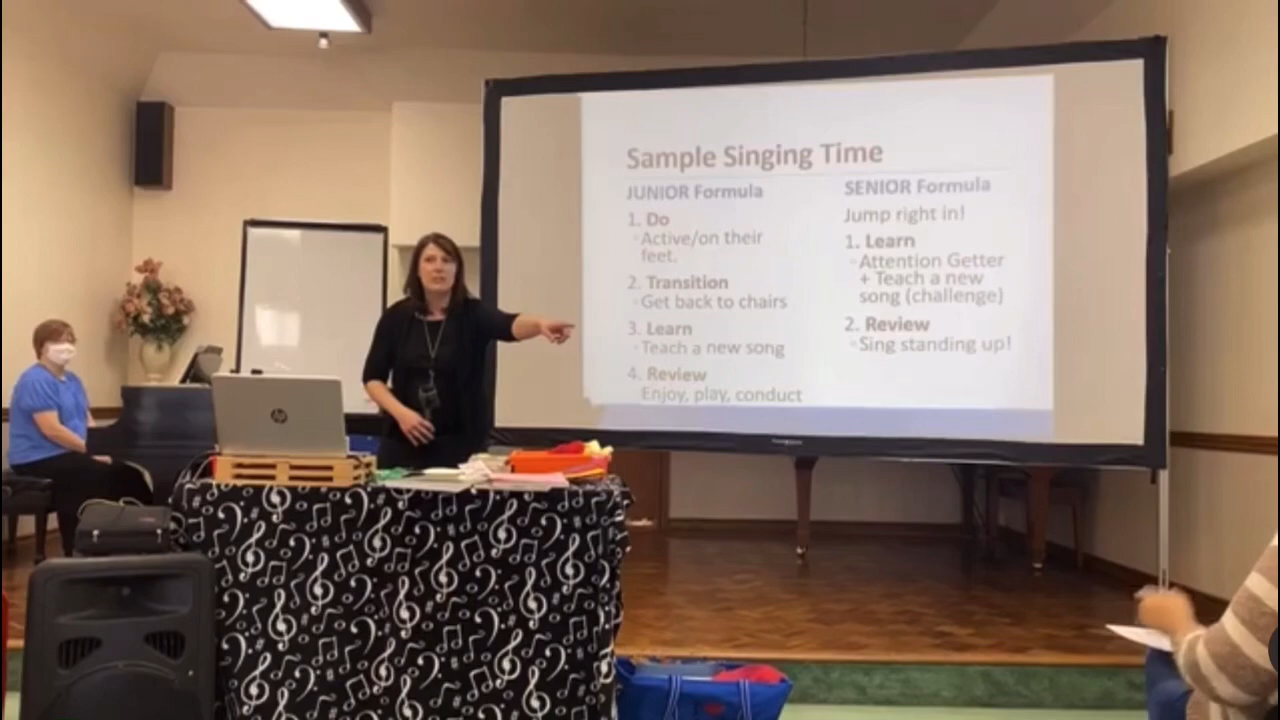 Sample Singing Time
JUNIOR Formula
1. Do
Active/on their
feet.
2. Transition
Get back to chairs
3. Learn
Teach a new song
4. Review
Enjoy, play, conduct
SENIOR Formula
Jump right in!
1. Learn
Attention Getter
+ Teach a new
song (challenge)
2. Review
Sing standing up!
hp